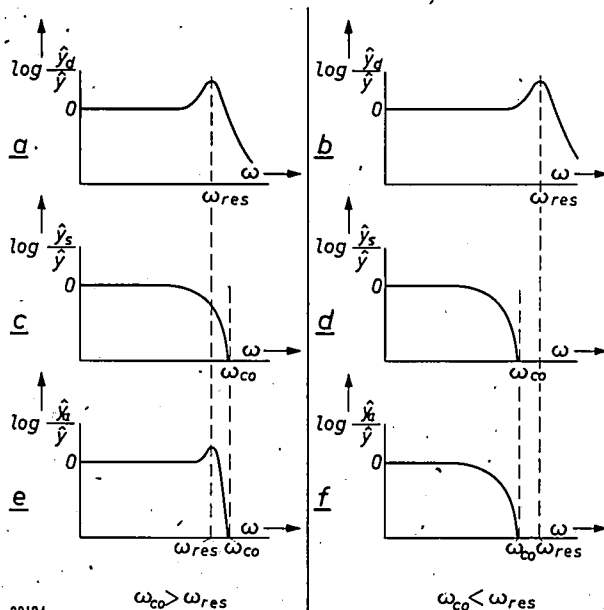 log ŷd/ŷ
0
a
ω
ωres
log ŷd/ŷ
0
b
ω
ωres
log ŷs/ŷ
0
c
ω
ωco
log ŷs/ŷ
0
d
ω
ωco
log ŷa/ŷ
0
e
ω
ωres ωco
log ŷa/ŷ
0
f
ω
ωco ωres
ωco > ωres
ωco < ωres